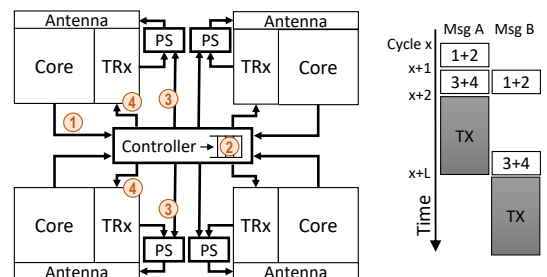 Antenna
Antenna
PS
PS
Core
TRx
TRx
Core
4
3
1
Controller
2
4
3
Core
TRx
TRx
Core
PS
PS
Antenna
Antenna
Msg A
Msg B
Cycle x
1+2
x+1
3+4
1+2
x+2
TX
3+4
x+L
TX
Time